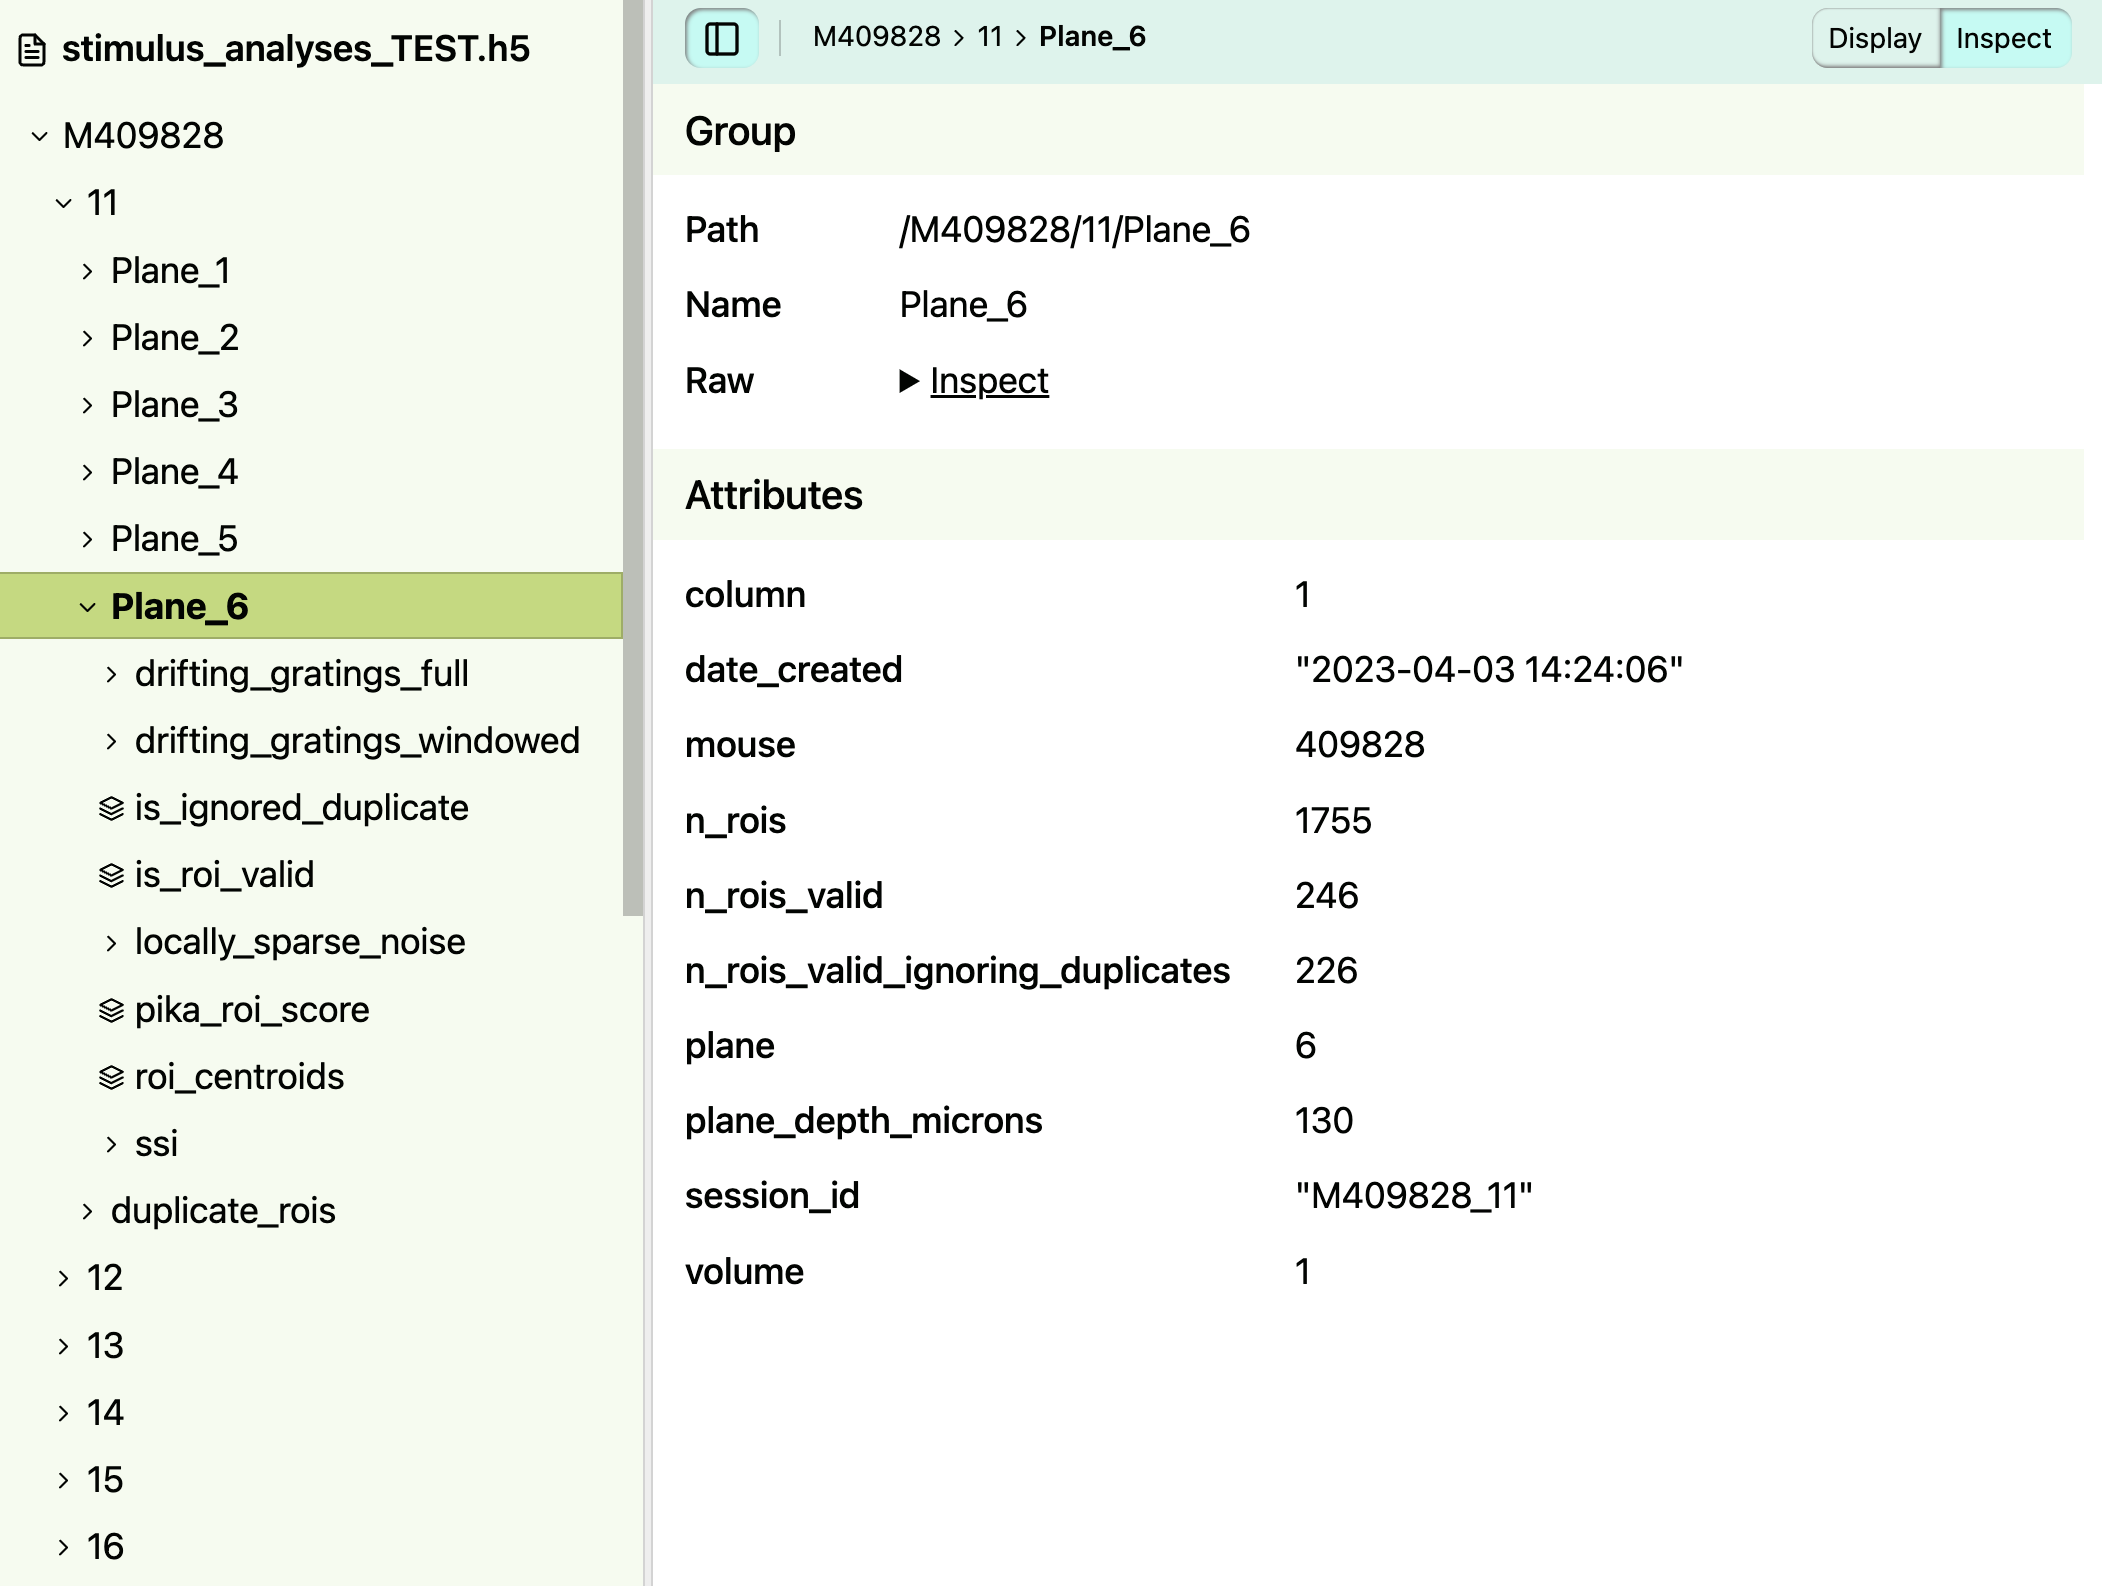 stimulus_analyses_TEST.h5
M409828
11
Plane_1
Plane_2
Plane_3
Plane_4
Plane_5
Plane_6
drifting_gratings_full
drifting_gratings_windowed
is_ignored_duplicate
is_roi_valid
locally_sparse_noise
pika_roi_score
roi_centroids
ssi
duplicate_rois
12
13
14
15
16
M409828 > 11 > Plane_6
Display Inspect
Group
Path /M409828/11/Plane_6
Name Plane_6
Raw Inspect
Attributes
column 1
date_created "2023-04-03 14:24:06"
mouse 409828
n_rois 1755
n_rois_valid 246
n_rois_valid_ignoring_duplicates 226
plane 6
plane_depth_microns 130
session_id "M409828_11"
volume 1